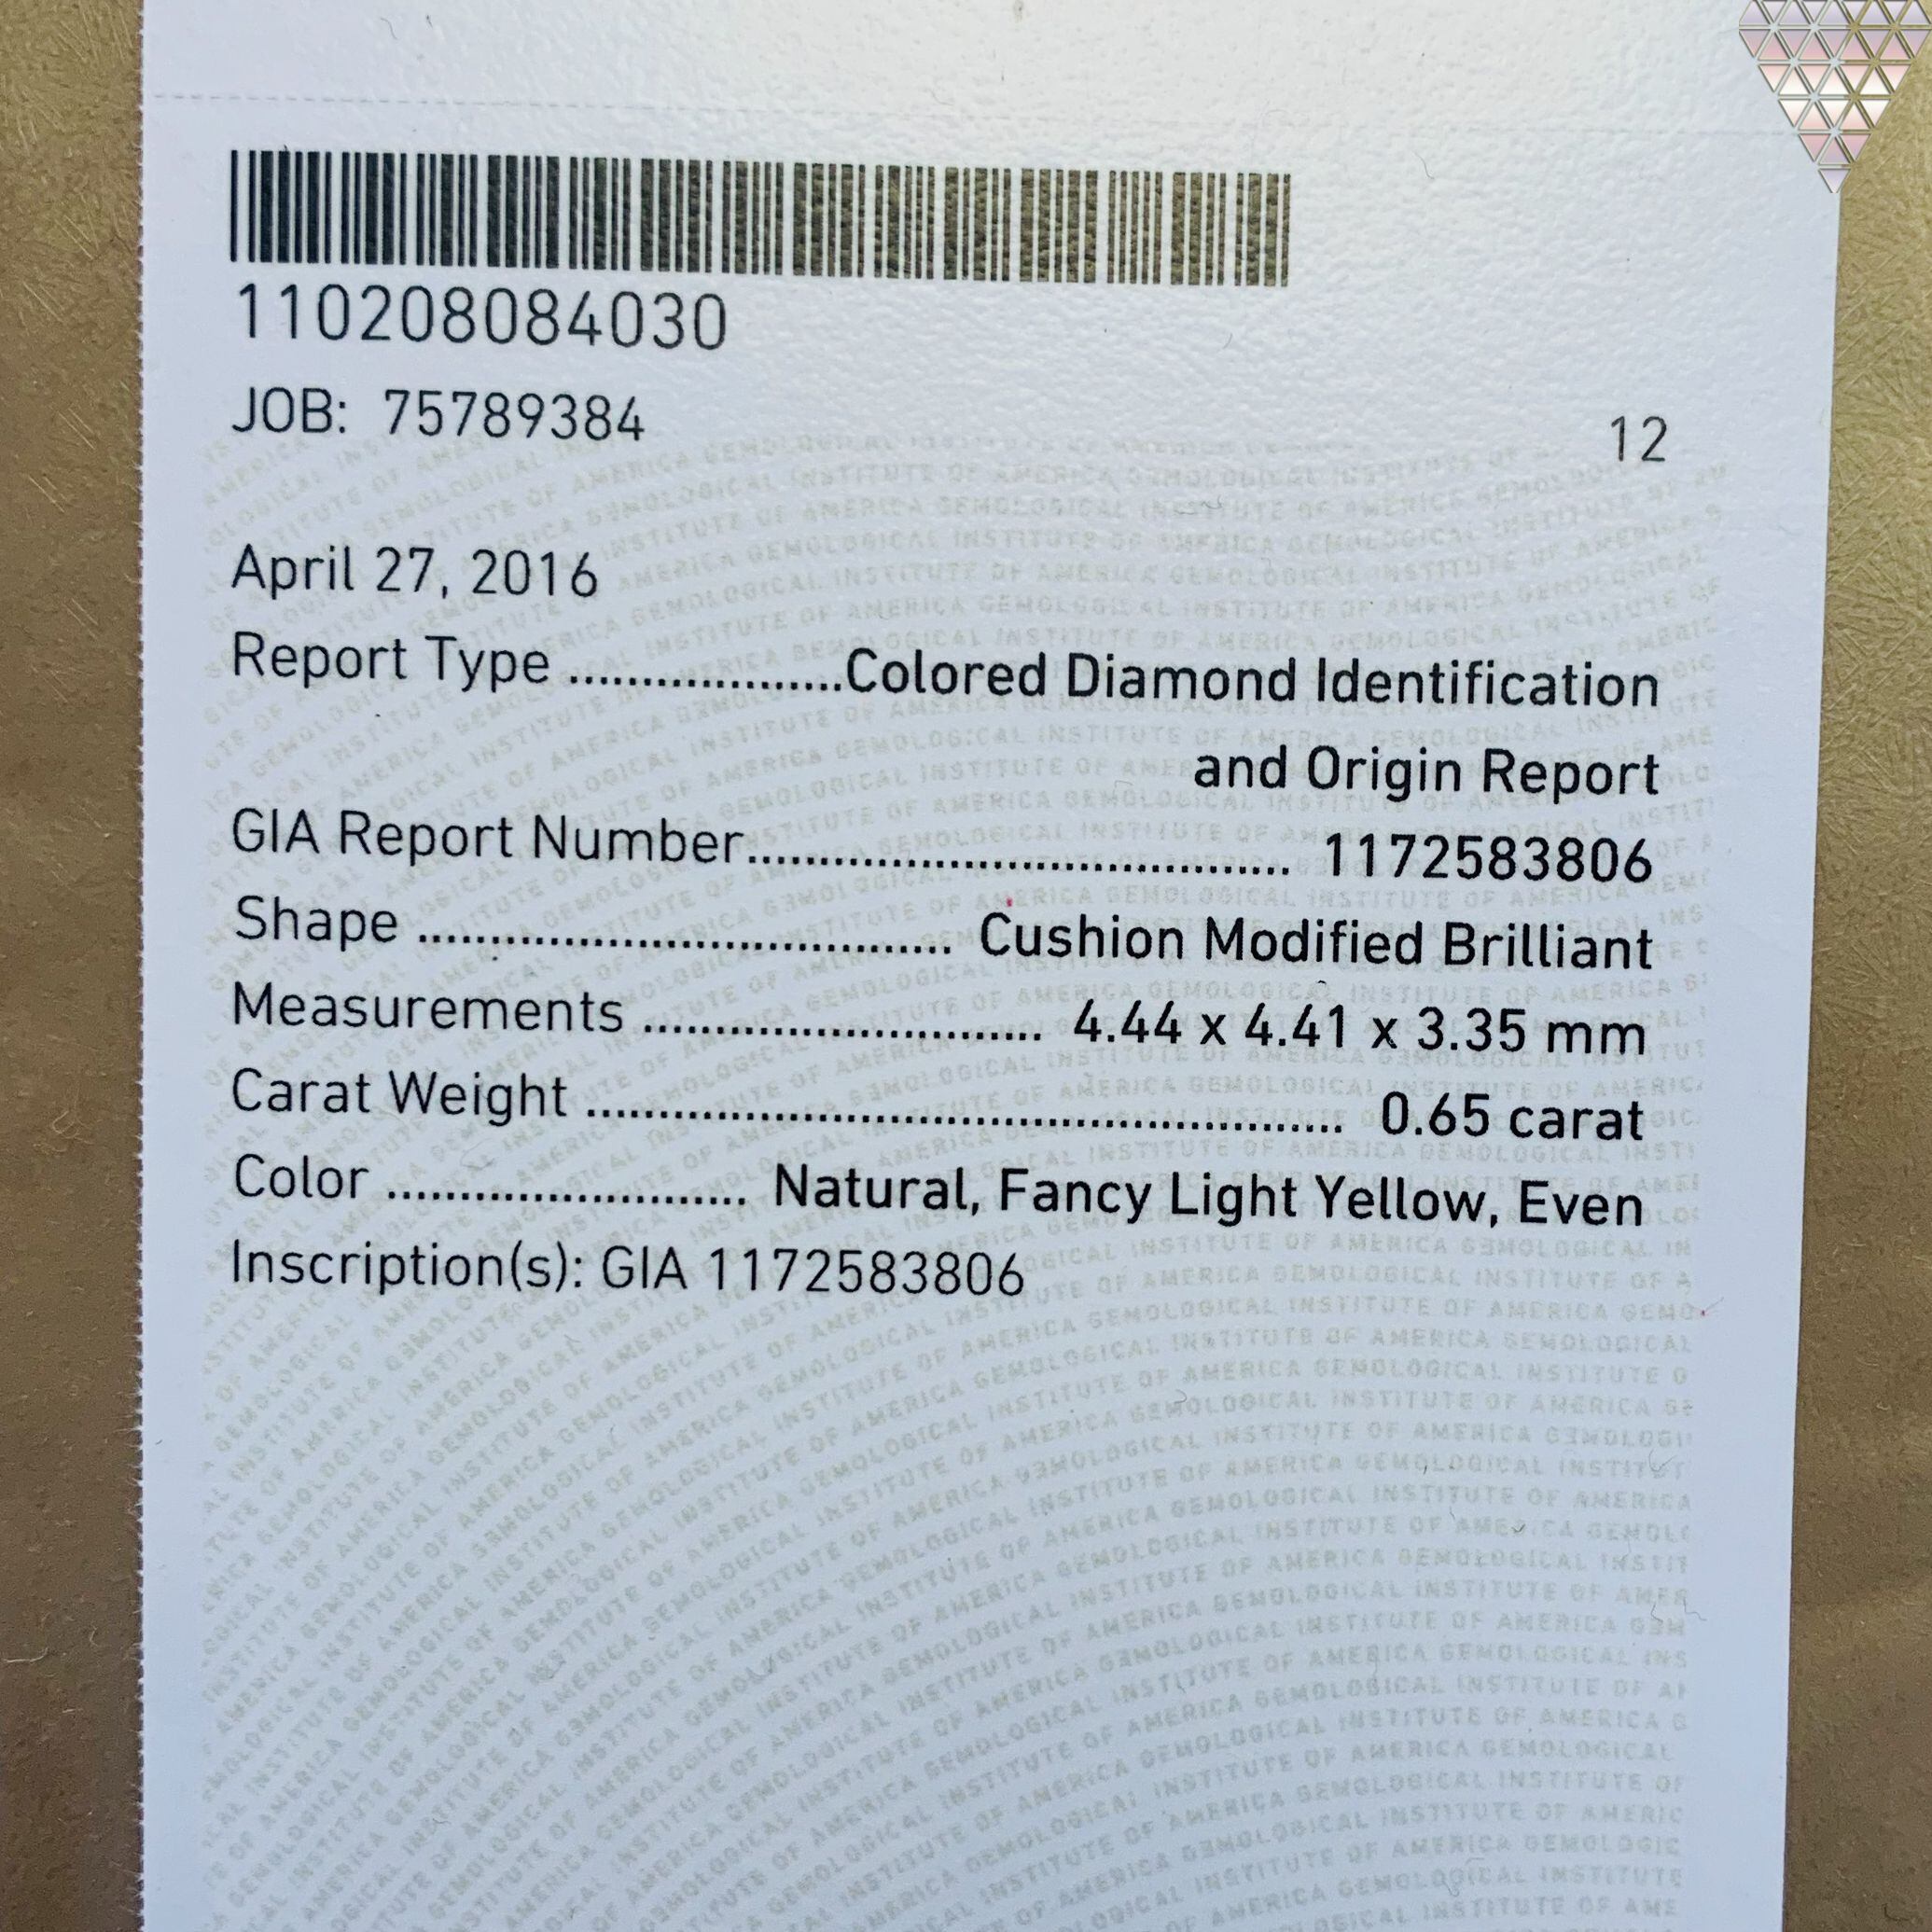 110208084030
JOB: 75789384
12
April 27, 2016
Report Type ...................Colored Diamond Identification
and Origin Report
GIA Report Number...................................... 1172583806
Shape ..................................... Cushion Modified Brilliant
Measurements ............................ 4.44 x 4.41 x 3.35 mm
Carat Weight .................................................... 0.65 carat
Color ......................... Natural, Fancy Light Yellow, Even
Inscription(s): GIA 1172583806